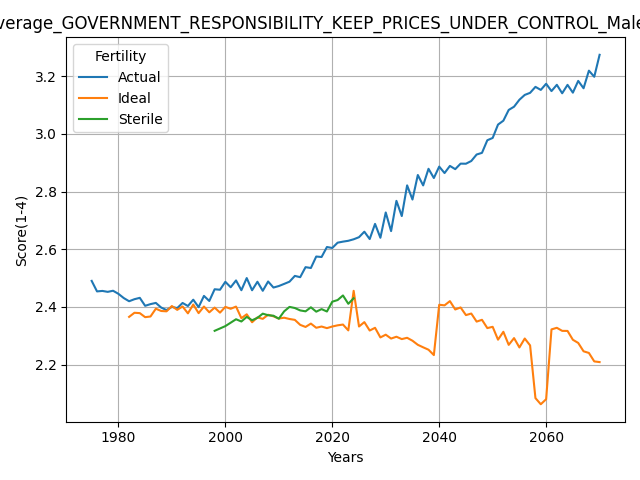 verage_GOVERNMENT_RESPONSIBILITY_KEEP_PRICES_UNDER_CONTROL_Male
Fertility
Actual
Ideal
Sterile
Score(1-4)
3.2
3.0
2.8
2.6
2.4
2.2
1980 2000 2020 2040 2060
Years